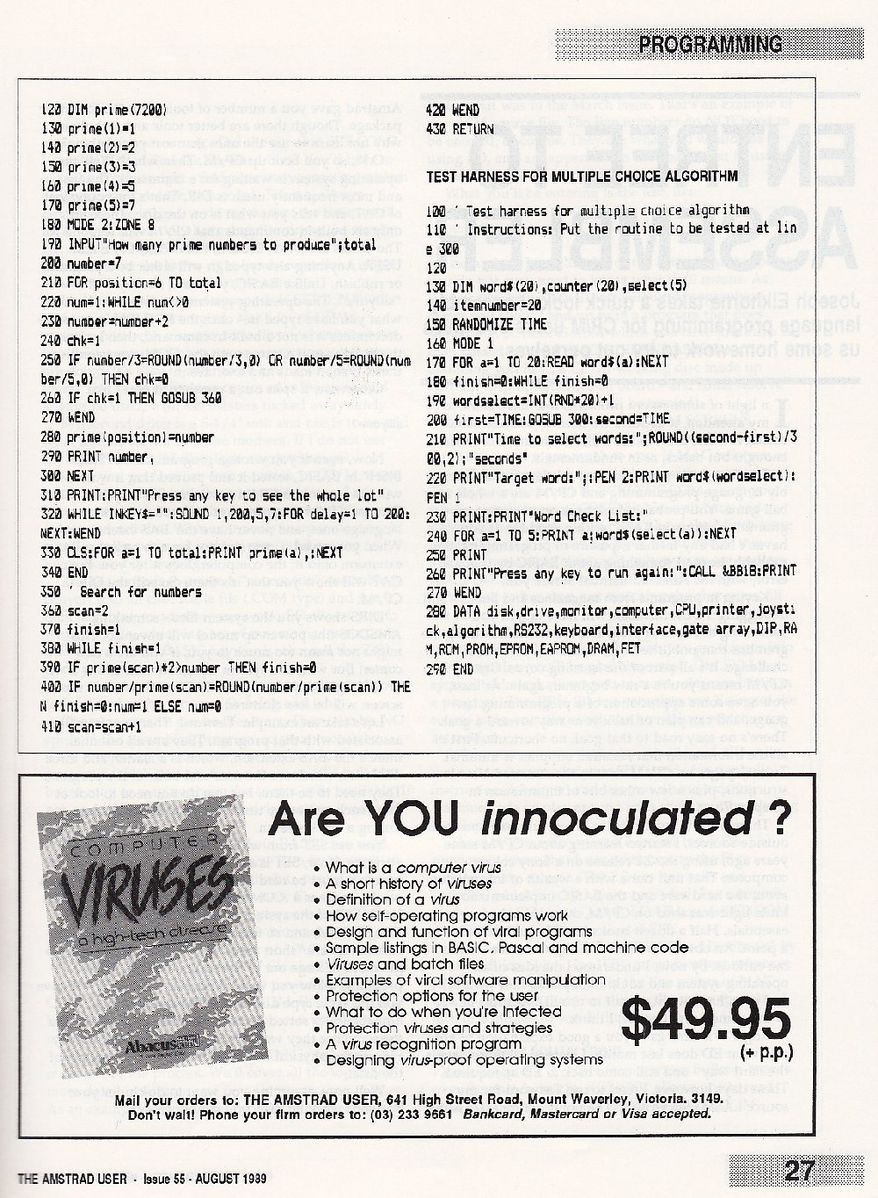 PROGRAMMING
120 DIM prime(7200)
130 prime(1)=1
140 prime(2)=2
150 prime(3)=3
160 prime(4)=5
170 prime(5)=7
180 MODE 2:ZONE 8
190 INPUT"How many prime numbers to produce";total
200 number=7
210 FOR position=6 TO total
220 num=1:WHILE num<>0
230 number=number+2
240 chk=1
250 IF number/3=ROUND(number/3,0) OR number/5=ROUND(num
ber/5,0) THEN chk=0
260 IF chk=1 THEN GOSUB 360
270 WEND
280 prime(position)=number
290 PRINT number,
300 NEXT
310 PRINT:PRINT"Press any key to see the whole lot"
320 WHILE INKEY$="":SOUND 1,200,5,7:FOR delay=1 TO 200:
NEXT:WEND
330 CLS:FOR a=1 TO total:PRINT prime(a),:NEXT
340 END
350 ' Search for numbers
360 scan=2
370 finish=1
380 WHILE finish=1
390 IF prime(scan)*2>number THEN finish=0
400 IF number/prime(scan)=ROUND(number/prime(scan)) THE
N finish=0:num=1 ELSE num=0
410 scan=scan+1
420 WEND
430 RETURN
TEST HARNESS FOR MULTIPLE CHOICE ALGORITHM
100 ' Test harness for multiple choice algorithm
110 ' Instructions: Put the routine to be tested at lin
e 300
120
130 DIM word$(20),counter(20),select(5)
140 itemnumber=20
150 RANDOMIZE TIME
160 MODE 1
170 FOR a=1 TO 20:READ word$(a):NEXT
180 finish=0:WHILE finish=0
190 wordselect=INT(RND*20)+1
200 first=TIME:GOSUB 300:second=TIME
210 PRINT"Time to select words:";ROUND((second-first)/3
00,2);"seconds"
220 PRINT"Target word:";:PEN 2:PRINT word$(wordselect):
PEN 1
230 PRINT:PRINT"Word Check List:"
240 FOR a=1 TO 5:PRINT a;word$(select(a)):NEXT
250 PRINT
260 PRINT"Press any key to run again:":CALL &BB18:PRINT
270 WEND
280 DATA disk,drive,monitor,computer,CPU,printer,joysti
ck,algorithm,RS232,keyboard,interface,gate array,DIP,RA
M,ROM,PROM,EPROM,EAPROM,DRAM,FET
290 END
COMPUTER
VIRUSES
a high-tech disease
Abacus
Are YOU innoculated ?
• What is a computer virus
• A short history of viruses
• Definition of a virus
• How self-operating programs work
• Design and function of viral programs
• Sample listings in BASIC, Pascal and machine code
• Viruses and batch files
• Examples of viral software manipulation
• Protection options for the user
• What to do when you're infected
• Protection viruses and strategies
• A virus recognition program
• Designing virus-proof operating systems
$49.95
(+ p.p.)
Mail your orders to: THE AMSTRAD USER, 641 High Street Road, Mount Waverley, Victoria. 3149.
Don't wait! Phone your firm orders to: (03) 233 9661 Bankcard, Mastercard or Visa accepted.
THE AMSTRAD USER - Issue 55 - AUGUST 1989
27